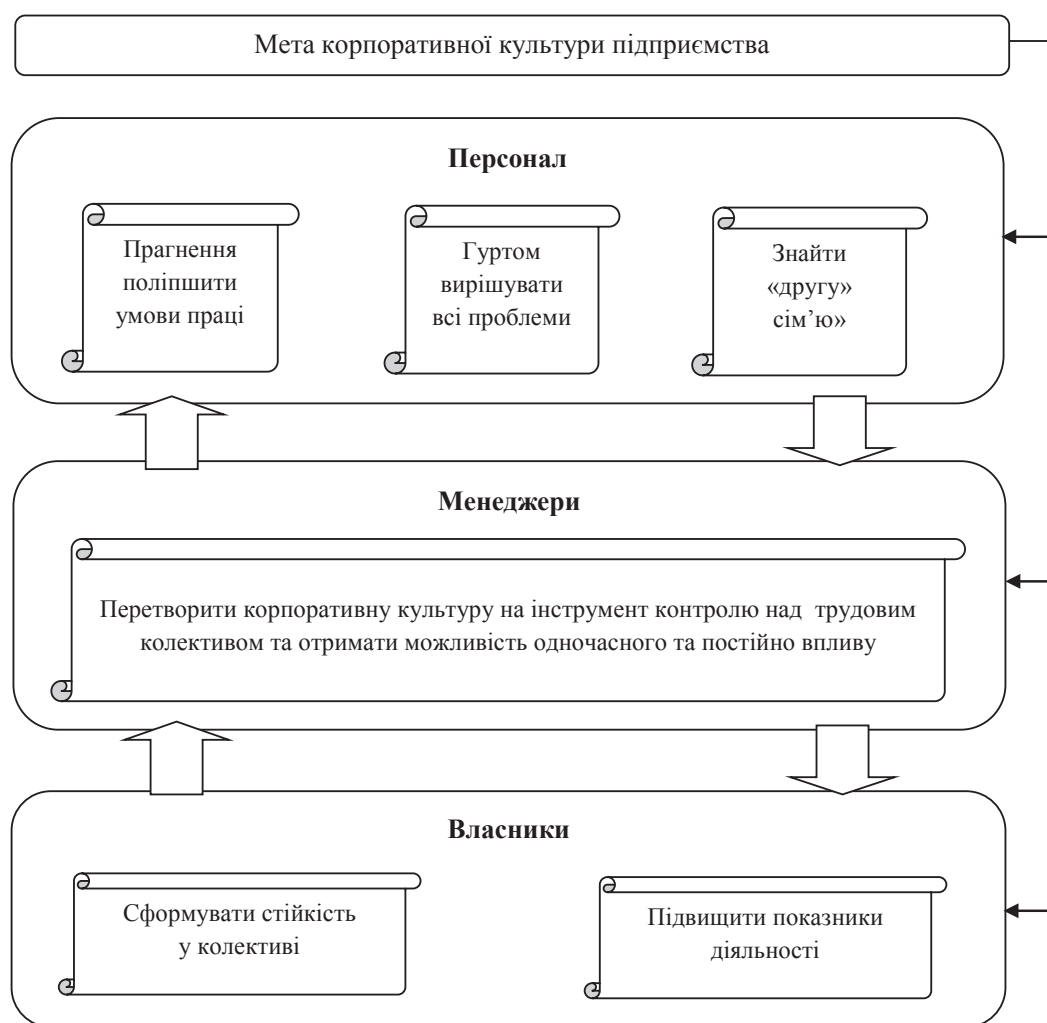 Мета корпоративної культури підприємства
Персонал
Прагнення
поліпшити
умови праці
Гуртом
вирішувати
всі проблеми
Знайти
«другу»
сім’ю»
Менеджери
Перетворити корпоративну культуру на інструмент контролю над трудовим
колективом та отримати можливість одночасного та постійно впливу
Власники
Сформувати стійкість
у колективі
Підвищити показники
діяльності